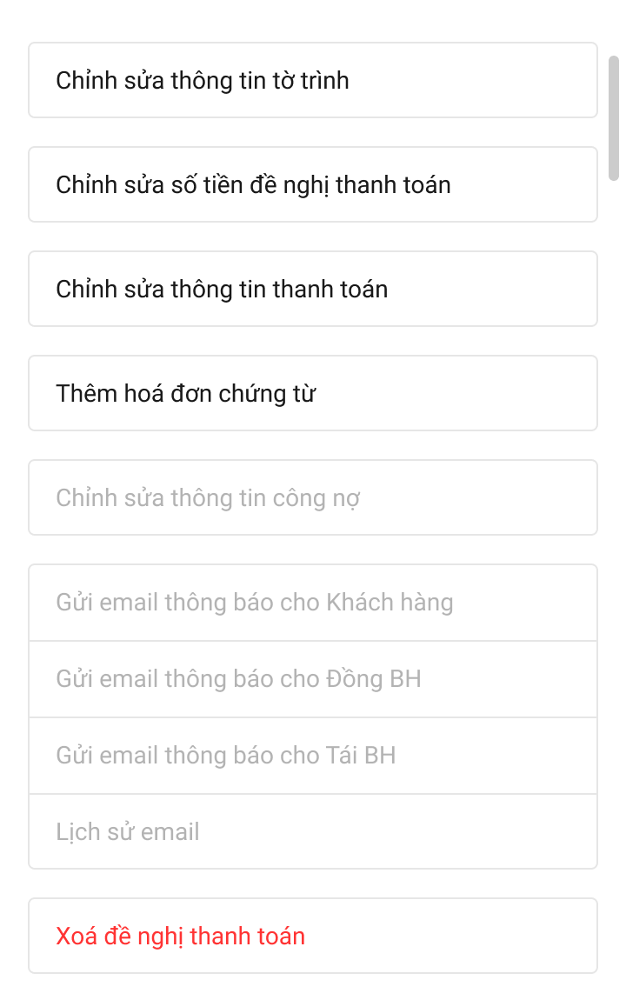 Chỉnh sửa thông tin tờ trình
Chỉnh sửa số tiền đề nghị thanh toán
Chỉnh sửa thông tin thanh toán
Thêm hoá đơn chứng từ
Chỉnh sửa thông tin công nợ
Gửi email thông báo cho Khách hàng
Gửi email thông báo cho Đồng BH
Gửi email thông báo cho Tái BH
Lịch sử email
Xoá đề nghị thanh toán